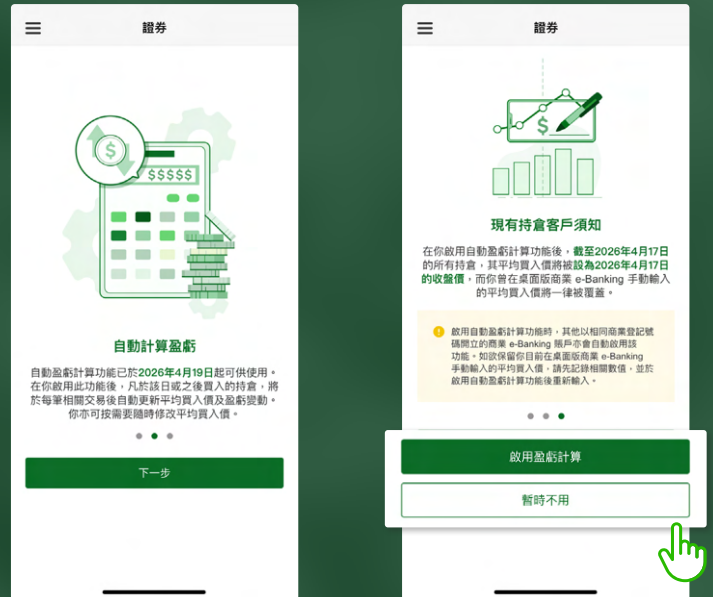 證券
$
$$$$$
自動計算盈虧
自動盈虧計算功能已於2026年4月19日起可供使用。
在你啟用此功能後，凡於該日或之後買入的持倉，將
於每筆相關交易後自動更新平均買入價及盈虧變動。
你亦可按需要隨時修改平均買入價。
下一步
證券
$
現有持倉客戶須知
在你啟用自動盈虧計算功能後，截至2026年4月17日
的所有持倉，其平均買入價將被設為2026年4月17日
的收盤價，而你曾在桌面版商業 e-Banking 手動輸入
的平均買入價將一律被覆蓋。
啟用自動盈虧計算功能時，其他以相同商業登記號
碼開立的商業 e-Banking 賬戶亦會自動啟用該
功能。如欲保留你目前在桌面版商業 e-Banking
手動輸入的平均買入價，請先記錄相關數值，並於
啟用自動盈虧計算功能後重新輸入。
啟用盈虧計算
暫時不用